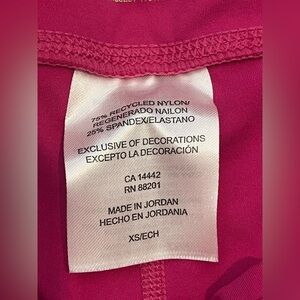 75% RECYCLED NYLON/
REGENERADO NAILON
25% SPANDEX/ELASTANO
EXCLUSIVE OF DECORATIONS
EXCEPTO LA DECORACIÓN
CA 14442
RN 88201
MADE IN JORDAN
HECHO EN JORDANIA
XS/ECH